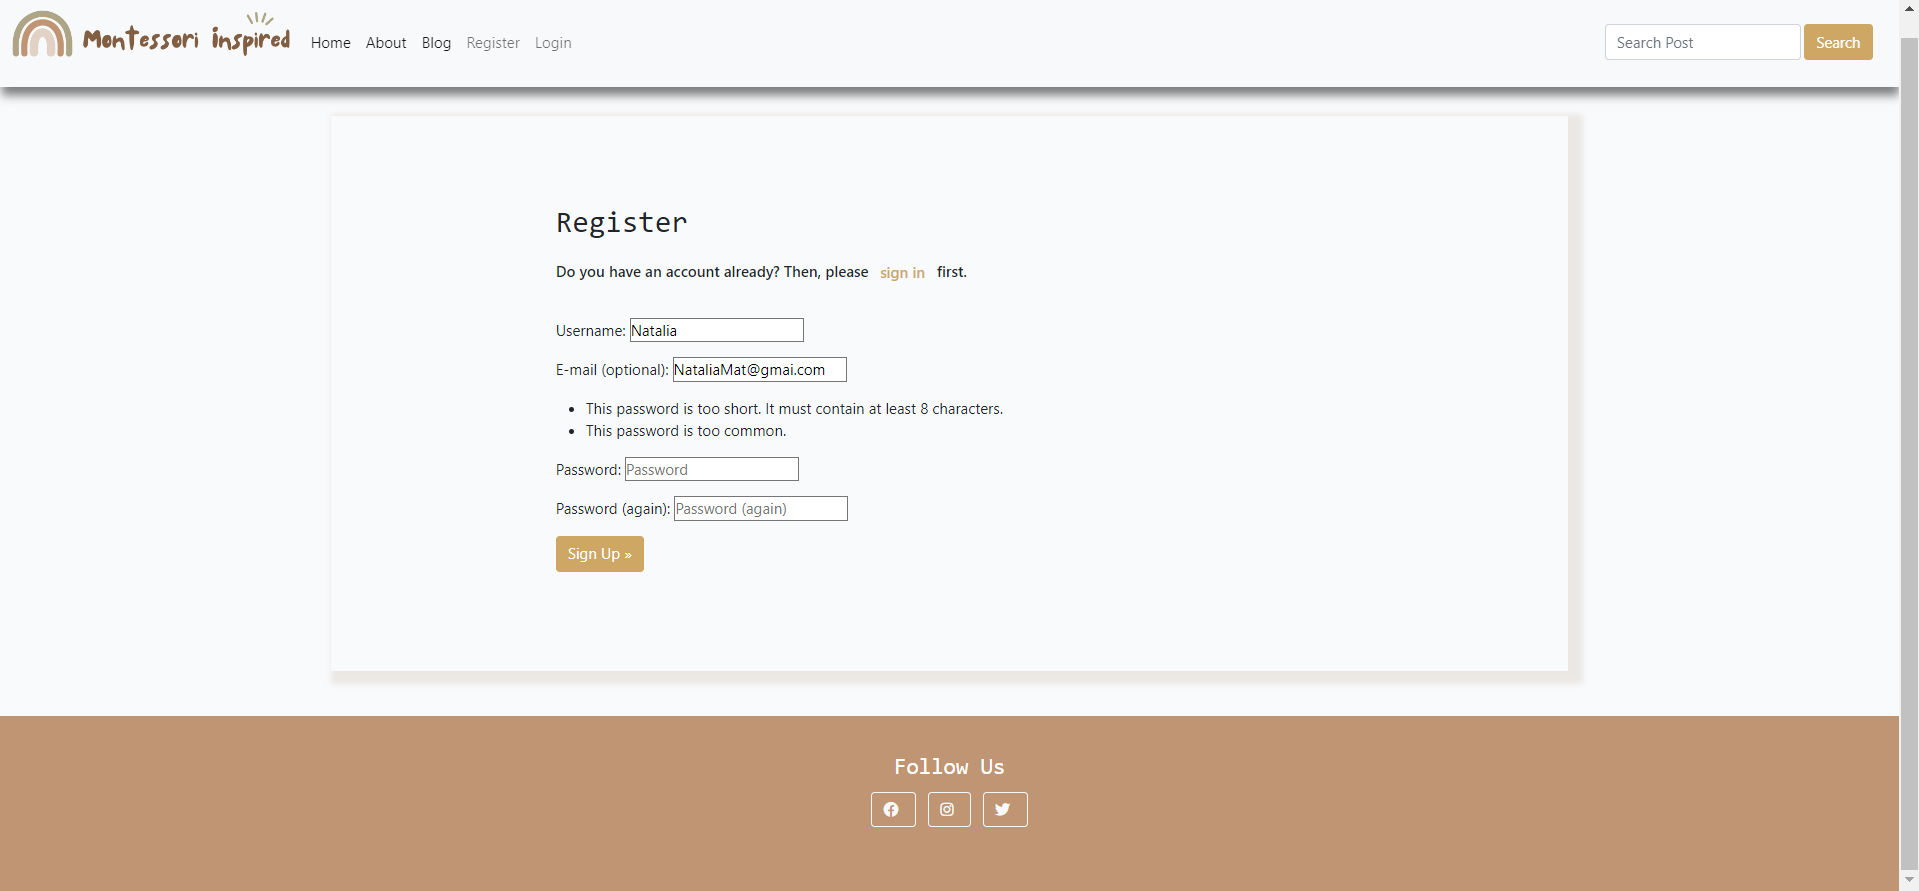 Montessori inspired Home About Blog Register Login Search Post Search
Register
Do you have an account already? Then, please sign in first.
Username: Natalia
E-mail (optional): NataliaMat@gmai.com
• This password is too short. It must contain at least 8 characters.
• This password is too common.
Password: Password
Password (again): Password (again)
Sign Up »
Follow Us